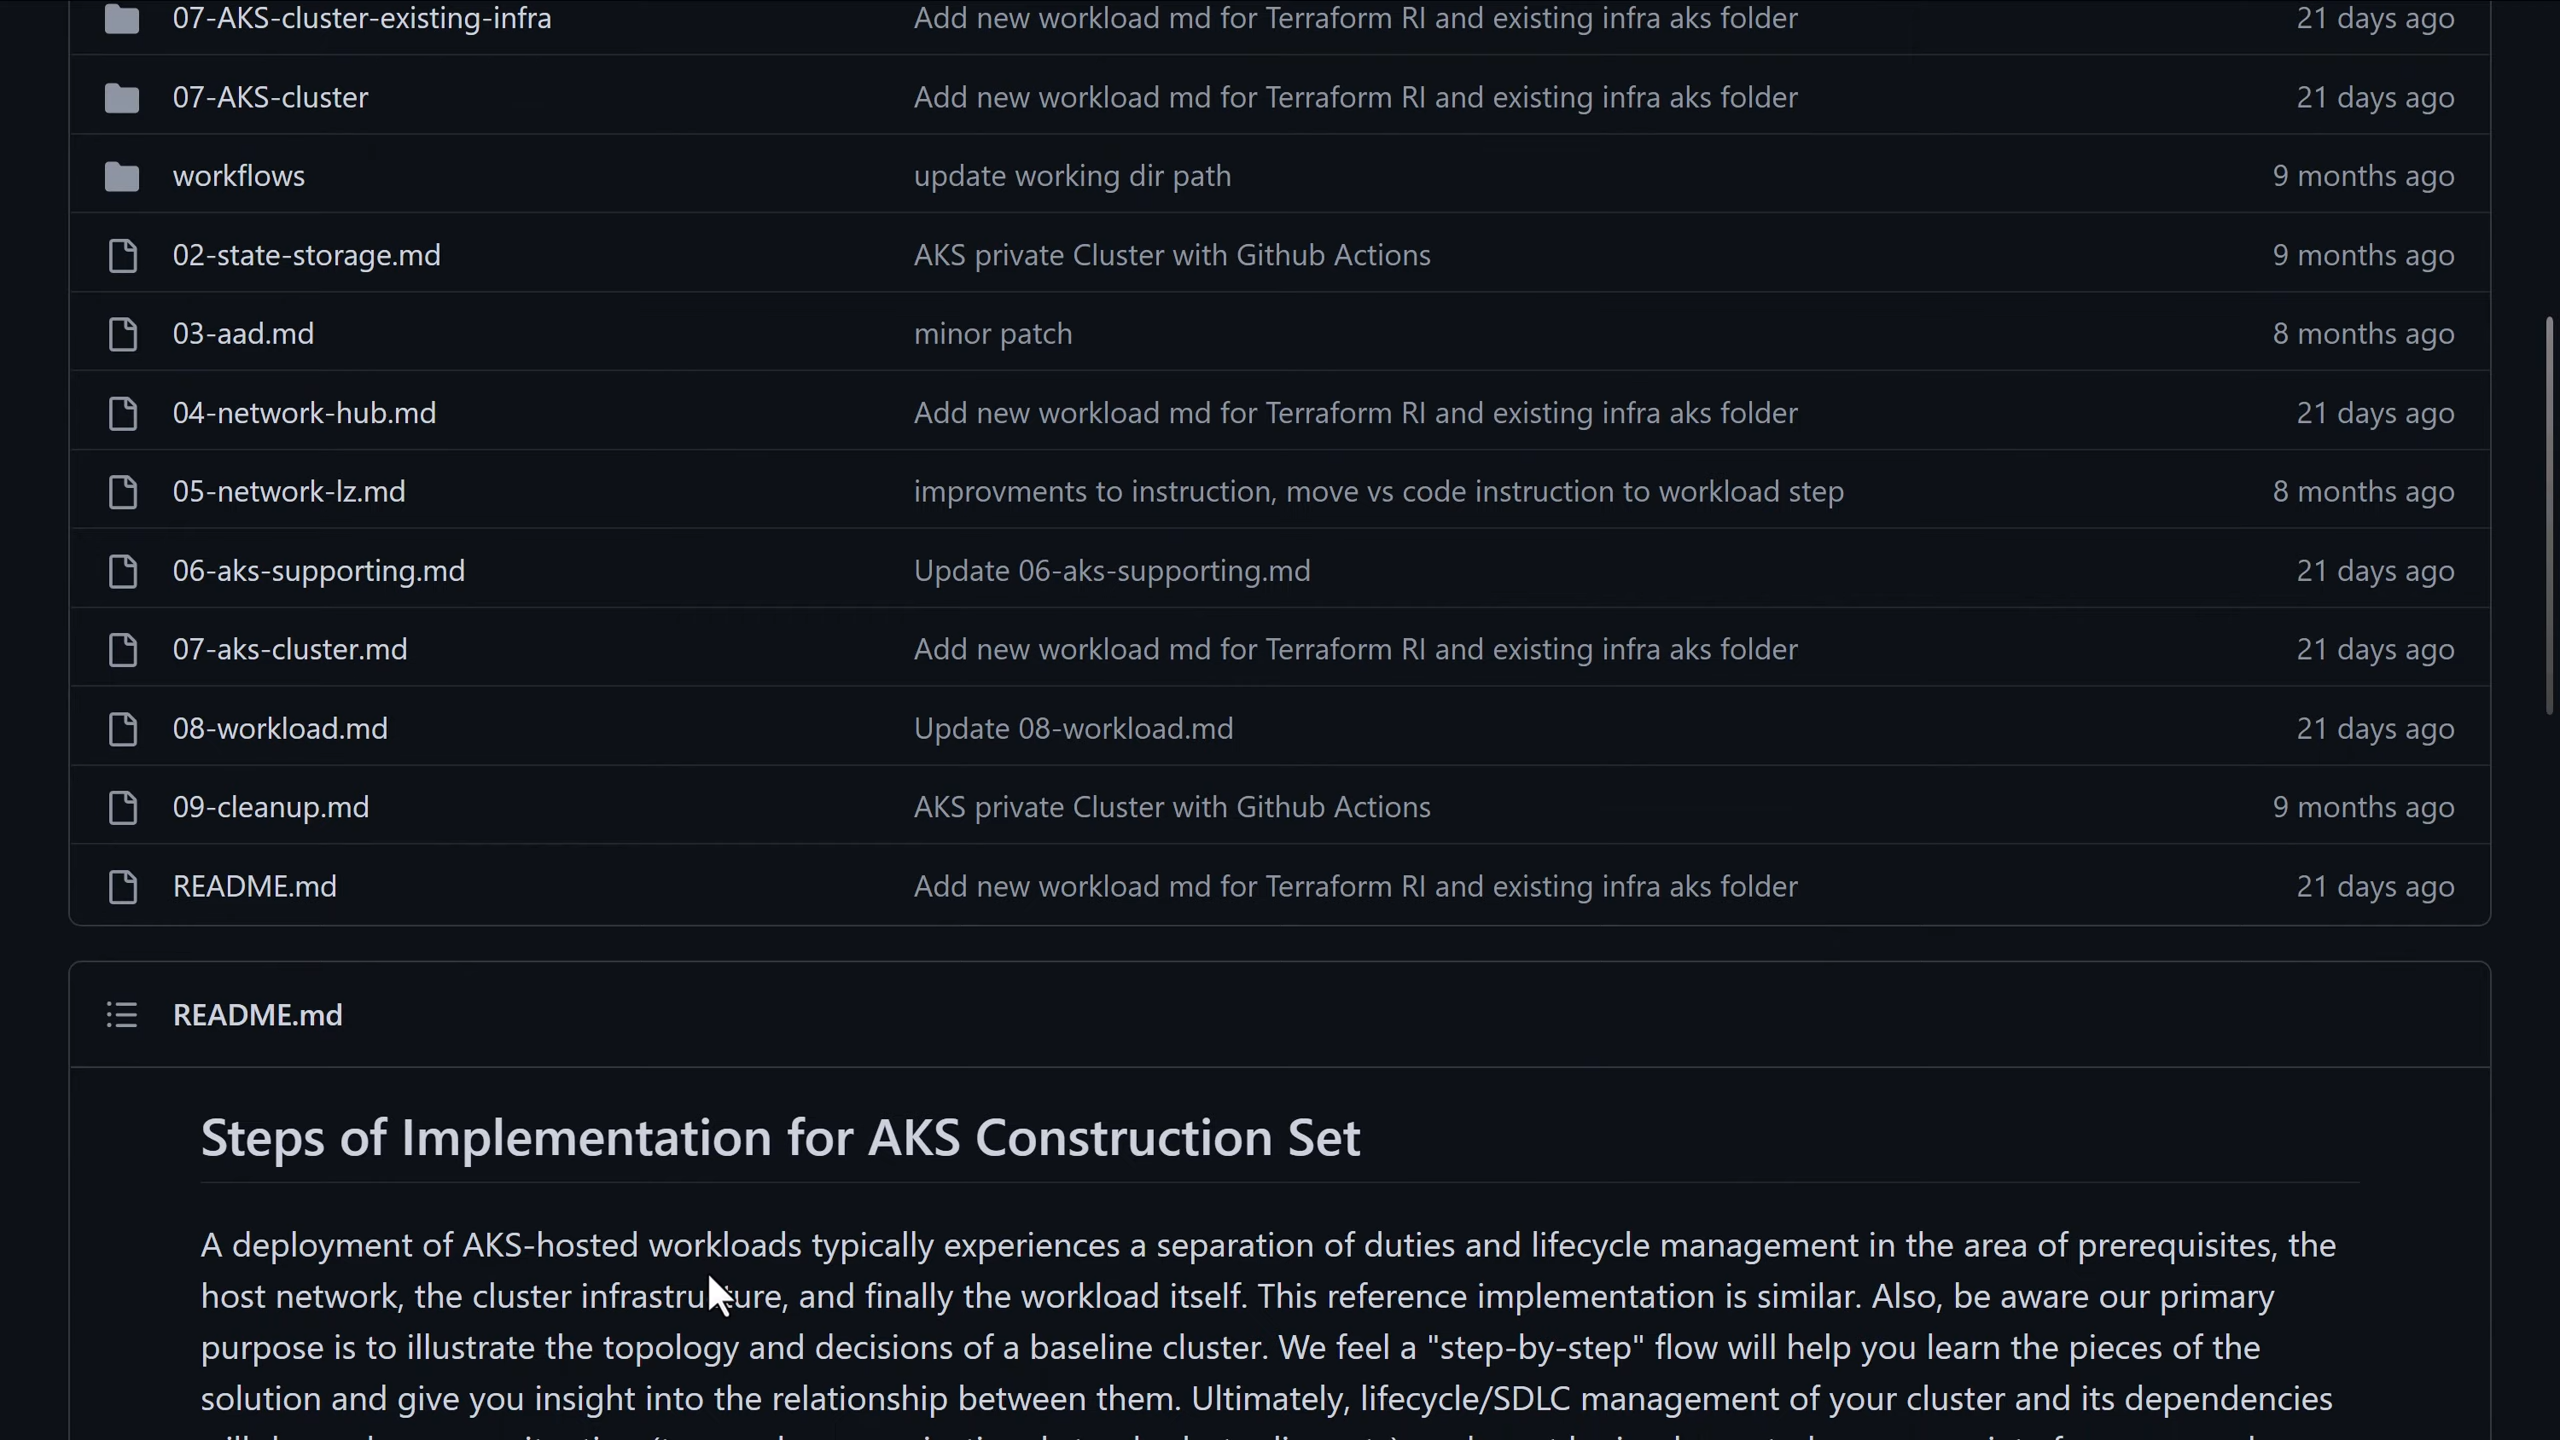 07-AKS-cluster-existing-infra Add new workload md for Terraform RI and existing infra aks folder 21 days ago
07-AKS-cluster Add new workload md for Terraform RI and existing infra aks folder 21 days ago
workflows update working dir path 9 months ago
02-state-storage.md AKS private Cluster with Github Actions 9 months ago
03-aad.md minor patch 8 months ago
04-network-hub.md Add new workload md for Terraform RI and existing infra aks folder 21 days ago
05-network-lz.md improvments to instruction, move vs code instruction to workload step 8 months ago
06-aks-supporting.md Update 06-aks-supporting.md 21 days ago
07-aks-cluster.md Add new workload md for Terraform RI and existing infra aks folder 21 days ago
08-workload.md Update 08-workload.md 21 days ago
09-cleanup.md AKS private Cluster with Github Actions 9 months ago
README.md Add new workload md for Terraform RI and existing infra aks folder 21 days ago
README.md
Steps of Implementation for AKS Construction Set
A deployment of AKS-hosted workloads typically experiences a separation of duties and lifecycle management in the area of prerequisites, the
host network, the cluster infrastructure, and finally the workload itself. This reference implementation is similar. Also, be aware our primary
purpose is to illustrate the topology and decisions of a baseline cluster. We feel a "step-by-step" flow will help you learn the pieces of the
solution and give you insight into the relationship between them. Ultimately, lifecycle/SDLC management of your cluster and its dependencies